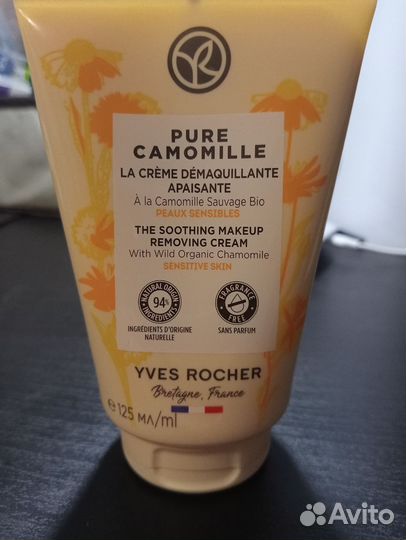 PURE
CAMOMILLE
LA CRÈME DÉMAQUILLANTE
APAISANTE
À la Camomille Sauvage Bio
PEAUX SENSIBLES
THE SOOTHING MAKEUP
REMOVING CREAM
With Wild Organic Chamomile
SENSITIVE SKIN
NATURAL ORIGIN
94%
INGREDIENTS
INGRÉDIENTS D'ORIGINE
NATURELLE
FRAGRANCE
FREE
SANS PARFUM
YVES ROCHER
Bretagne, France
e 125 мл/ml
Avito